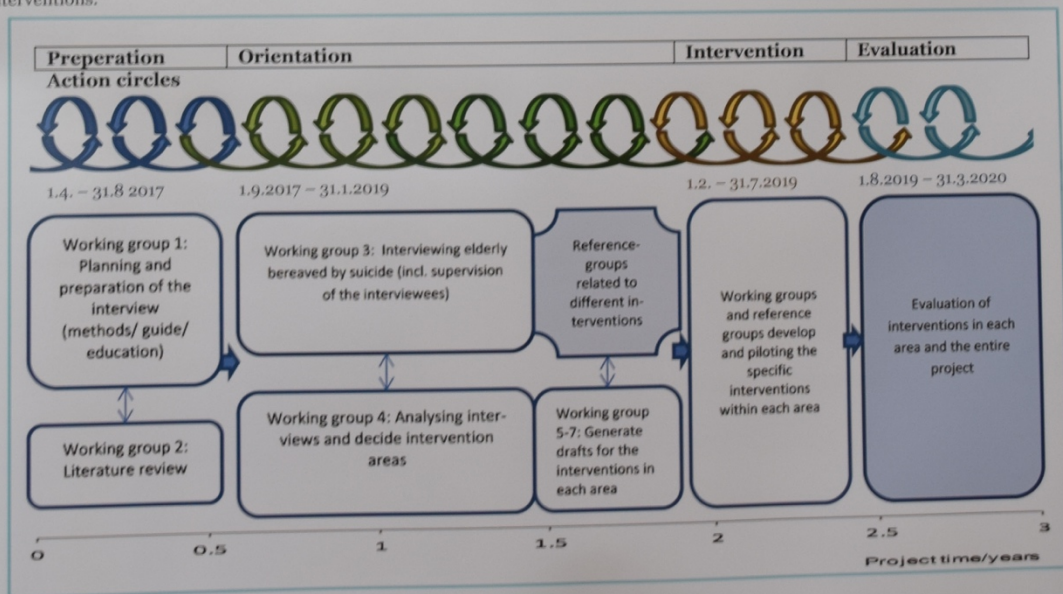 Preperation
Orientation
Intervention
Evaluation
Action circles
1.4. – 31.8 2017
1.9.2017 – 31.1.2019
1.2. – 31.7.2019
1.8.2019 – 31.3.2020
Working group 1:
Planning and
preparation of the
interview
(methods/ guide/
education)
Working group 2:
Literature review
Working group 3: Interviewing elderly
bereaved by suicide (incl. supervision
of the interviewees)
Working group 4: Analysing inter-
views and decide intervention
areas
Reference-
groups
related to
different in-
terventions
Working group
5-7: Generate
drafts for the
interventions in
each area
Working groups
and reference
groups develop
and piloting the
specific
interventions
within each area
Evaluation of
interventions in each
area and the entire
project
0
0.5
1
1.5
2
2.5
3
Project time/years